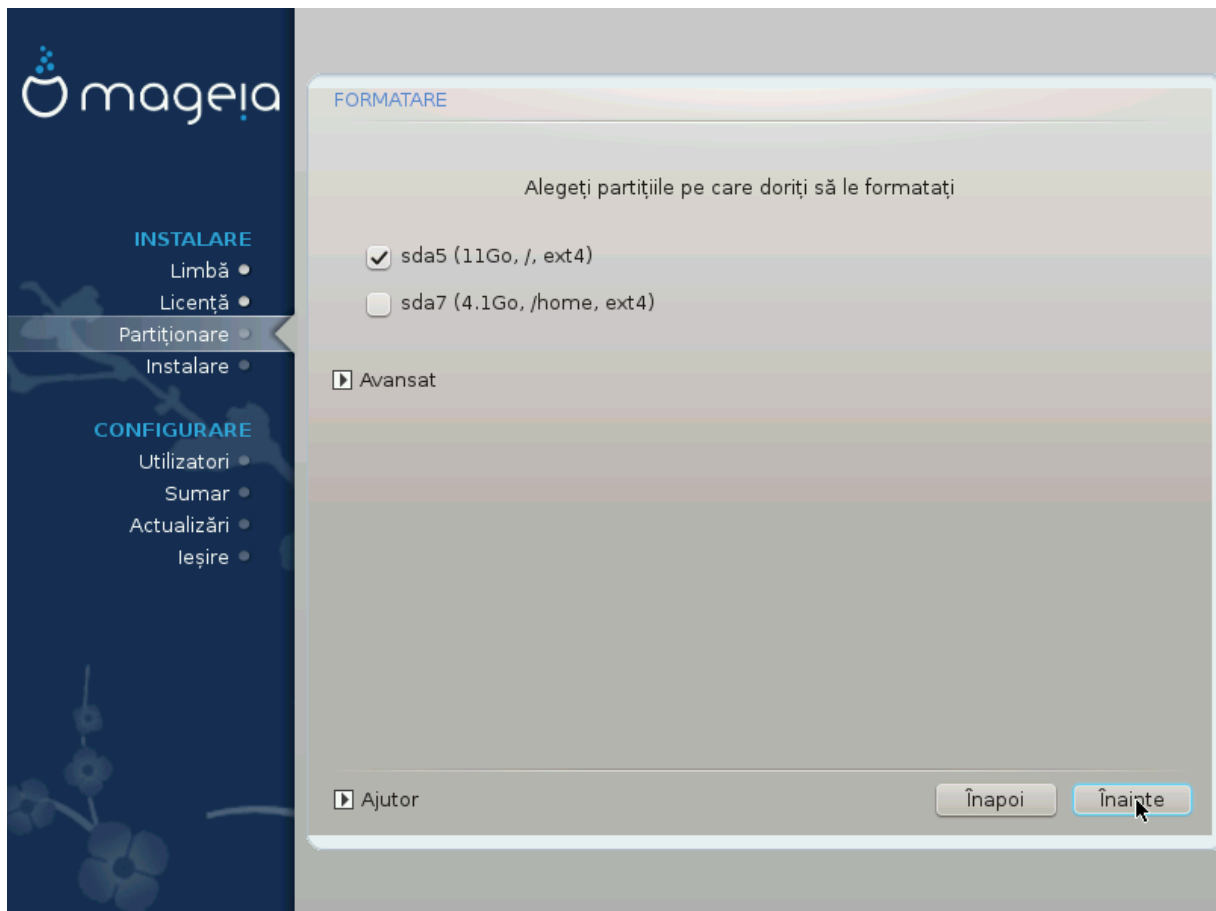 mageia
INSTALARE
Limbă
Licență
Partiționare
Instalare
CONFIGURARE
Utilizatori
Sumar
Actualizări
Ieșire
FORMATARE
Alegeți partițiile pe care doriți să le formatați
sda5 (11Go, /, ext4)
sda7 (4.1Go, /home, ext4)
Avansat
Ajutor
Înapoi
Înainte